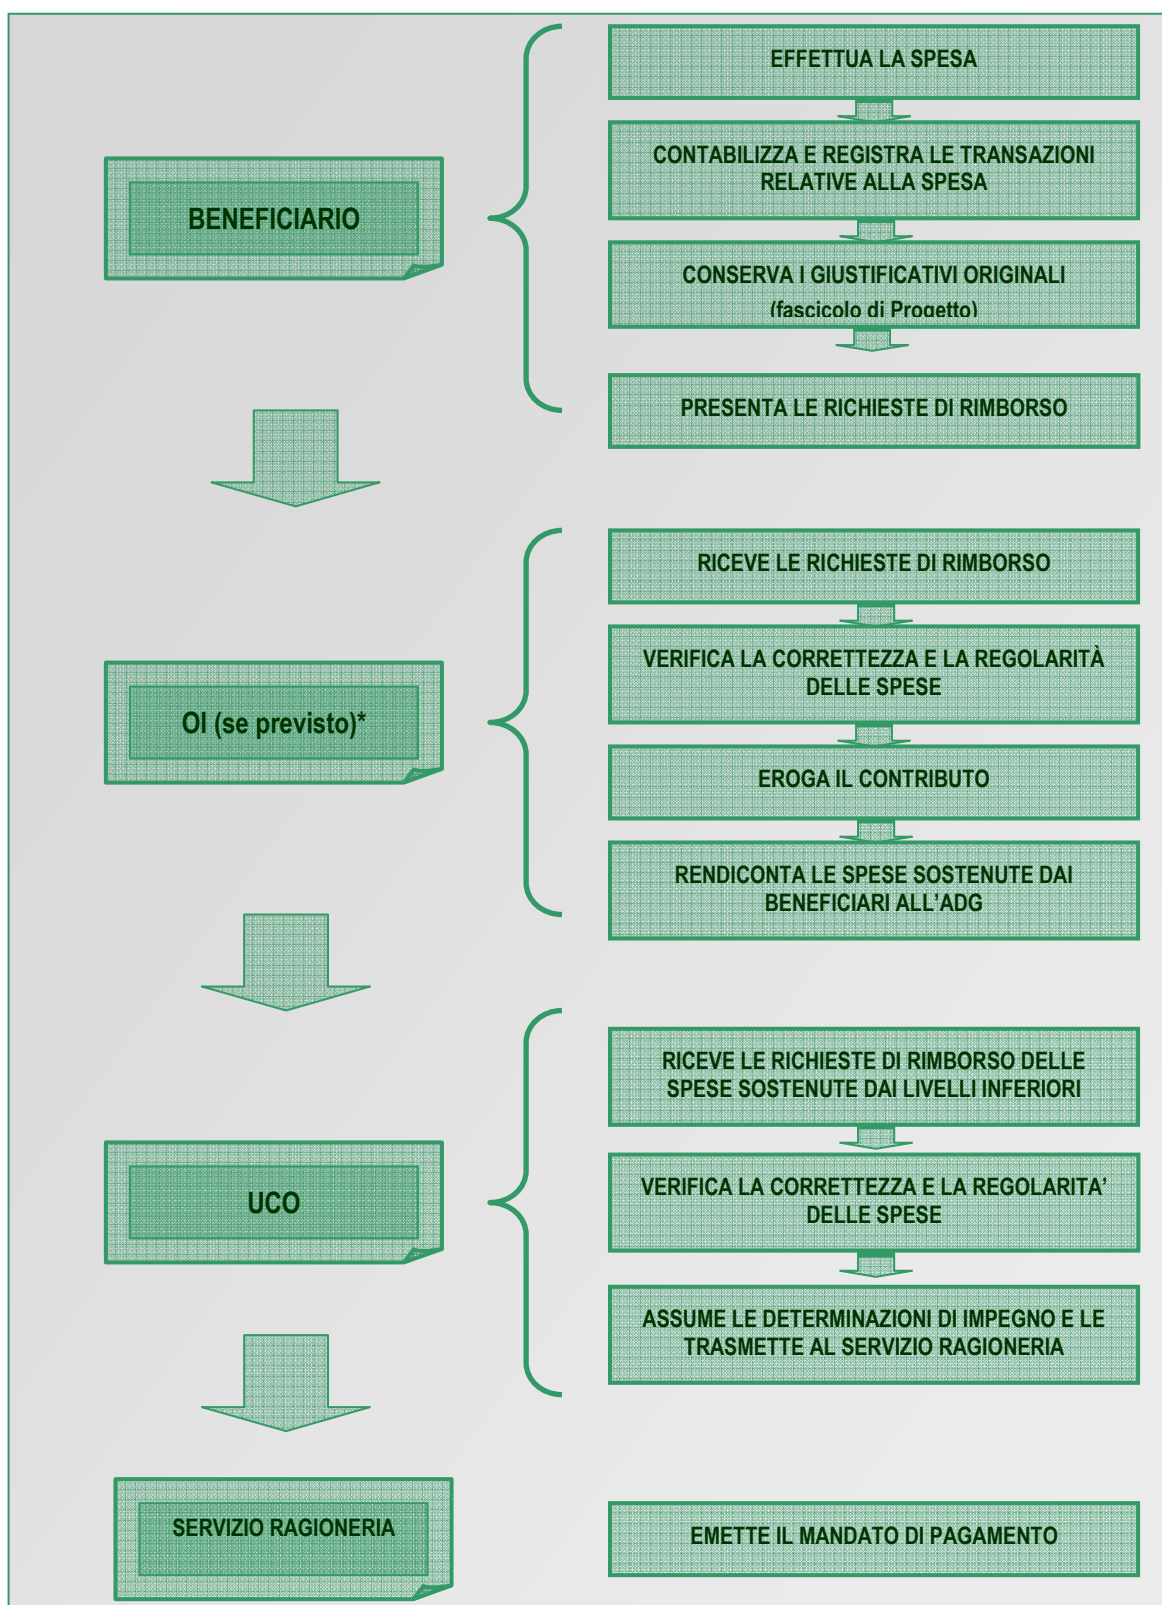 EFFETTUA LA SPESA
CONTABILIZZA E REGISTRA LE TRANSAZIONI
RELATIVE ALLA SPESA
BENEFICIARIO
CONSERVA I GIUSTIFICATIVI ORIGINALI
(fascicolo di Progetto)
PRESENTA LE RICHIESTE DI RIMBORSO
RICEVE LE RICHIESTE DI RIMBORSO
VERIFICA LA CORRETTEZZA E LA REGOLARITÀ
DELLE SPESE
OI (se previsto)*
EROGA IL CONTRIBUTO
RENDICONTA LE SPESE SOSTENUTE DAI
BENEFICIARI ALL’ADG
RICEVE LE RICHIESTE DI RIMBORSO DELLE
SPESE SOSTENUTE DAI LIVELLI INFERIORI
UCO
VERIFICA LA CORRETTEZZA E LA REGOLARITA’
DELLE SPESE
ASSUME LE DETERMINAZIONI DI IMPEGNO E LE
TRASMETTE AL SERVIZIO RAGIONERIA
SERVIZIO RAGIONERIA
EMETTE IL MANDATO DI PAGAMENTO